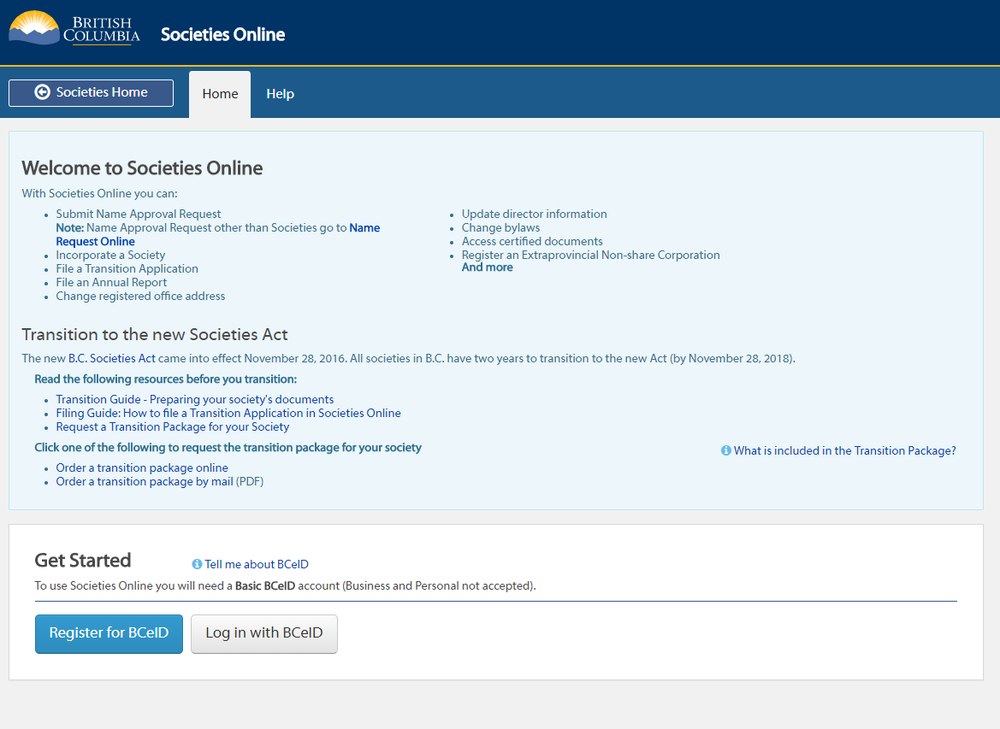 BRITISH
COLUMBIA
Societies Online
Societies Home
Home
Help
Welcome to Societies Online
With Societies Online you can:
Submit Name Approval Request
Note: Name Approval Request other than Societies go to Name
Request Online
Incorporate a Society
File a Transition Application
File an Annual Report
Change registered office address
Update director information
Change bylaws
Access certified documents
Register an Extraprovincial Non-share Corporation
And more
Transition to the new Societies Act
The new B.C. Societies Act came into effect November 28, 2016. All societies in B.C. have two years to transition to the new Act (by November 28, 2018).
Read the following resources before you transition:
Transition Guide - Preparing your society's documents
Filing Guide: How to file a Transition Application in Societies Online
Request a Transition Package for your Society
Click one of the following to request the transition package for your society
What is included in the Transition Package?
Order a transition package online
Order a transition package by mail (PDF)
Get Started
Tell me about BCeID
To use Societies Online you will need a Basic BCeID account (Business and Personal not accepted).
Register for BCeID
Log in with BCeID